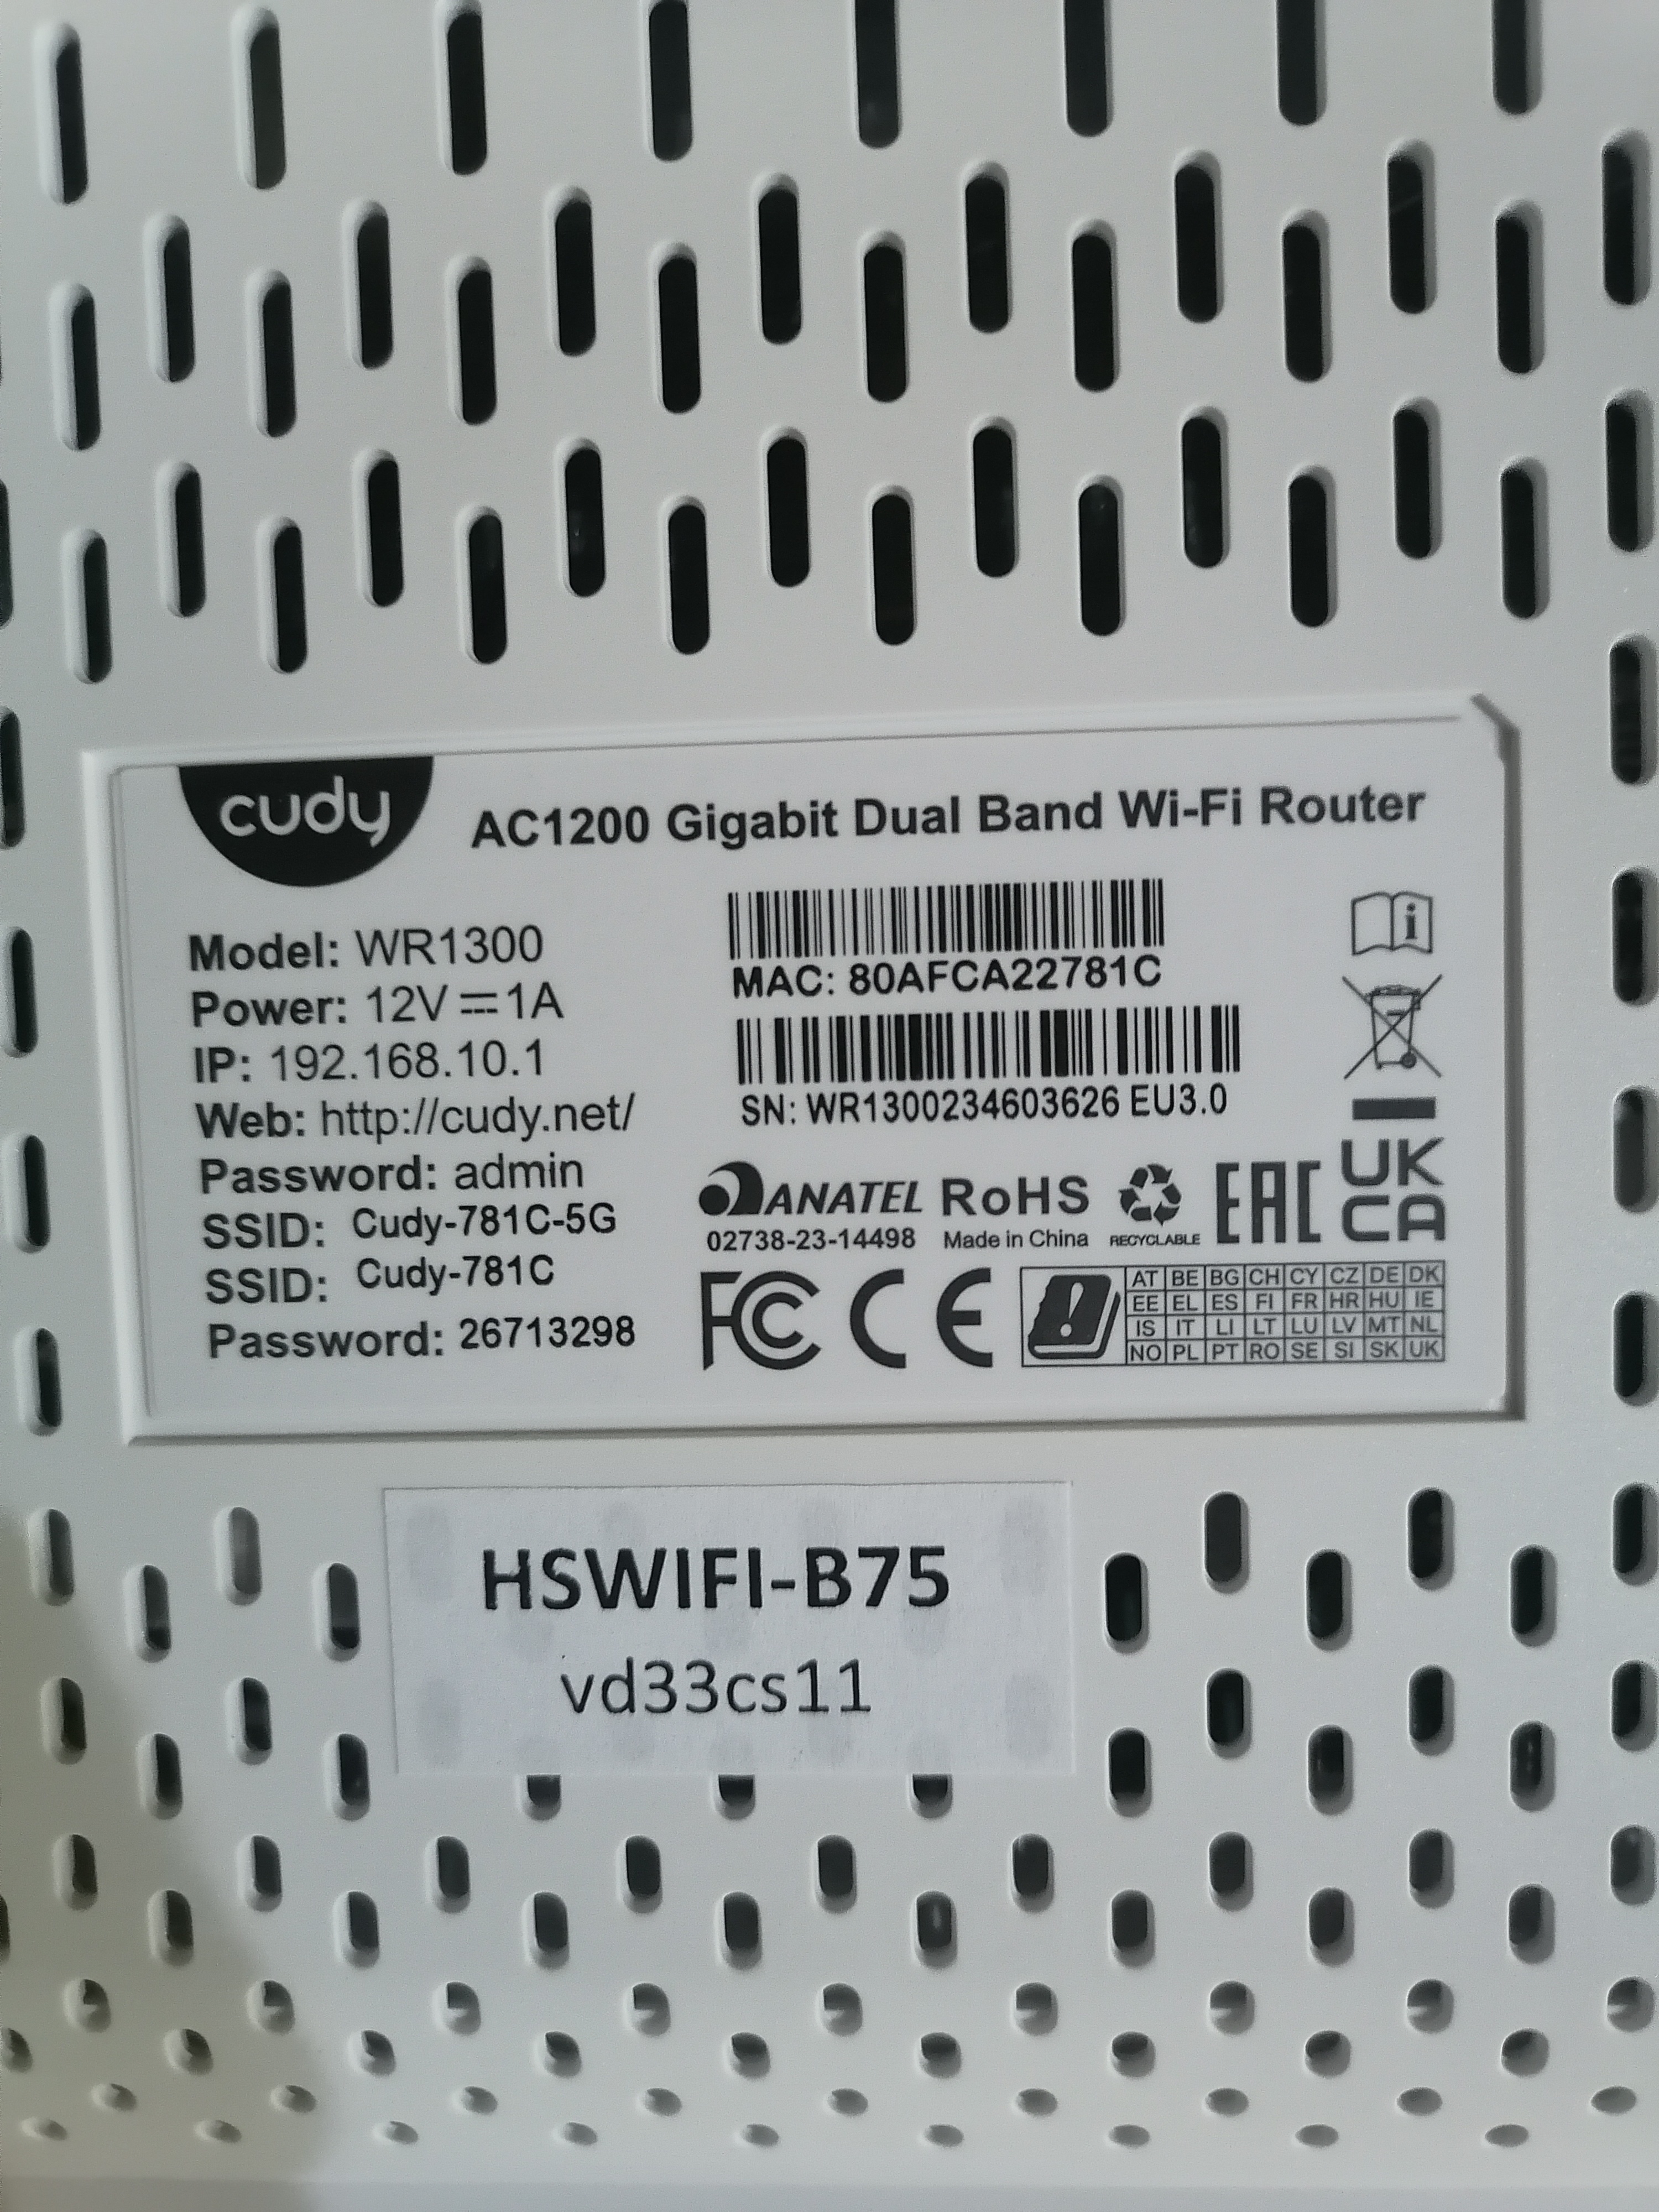 cudy
AC1200 Gigabit Dual Band Wi-Fi Router
Model: WR1300
Power: 12V⎓1A
IP: 192.168.10.1
Web: http://cudy.net/
Password: admin
SSID: Cudy-781C-5G
SSID: Cudy-781C
Password: 26713298
MAC: 80AFCA22781C
SN: WR1300234603626 EU3.0
ANATEL RoHS EAC UK
CA
02738-23-14498 Made in China RECYCLABLE
FC CE
AT BE BG CH CY CZ DE DK
EE EL ES FI FR HR HU IE
IS IT LI LT LU LV MT NL
NO PL PT RO SE SI SK UK
HSWIFI-B75
vd33cs11